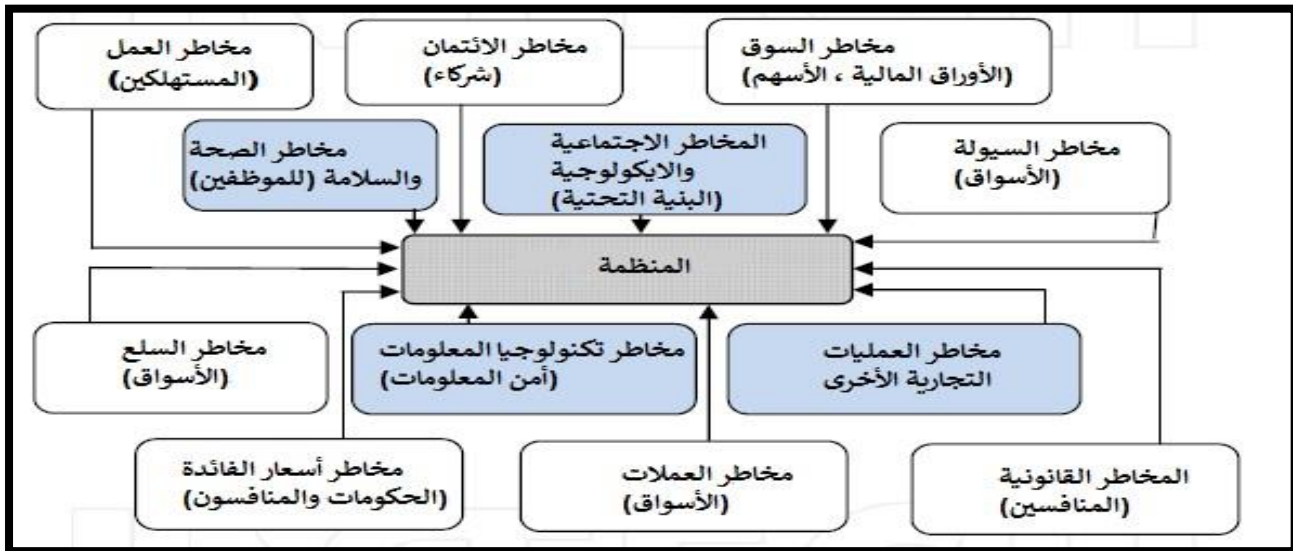 مخاطر السوق
(الأوراق المالية ، الأسهم)
مخاطر الائتمان
(شركاء)
مخاطر العمل
(المستهلكين)
مخاطر السيولة
(الأسواق)
المخاطر الاجتماعية
والايكولوجية
(البنية التحتية)
مخاطر الصحة
والسلامة (للموظفين)
المنظمة
مخاطر العمليات
التجارية الأخرى
مخاطر تكنولوجيا المعلومات
(أمن المعلومات)
مخاطر السلع
(الأسواق)
المخاطر القانونية
(المنافسين)
مخاطر العملات
(الأسواق)
مخاطر أسعار الفائدة
(الحكومات والمنافسون)